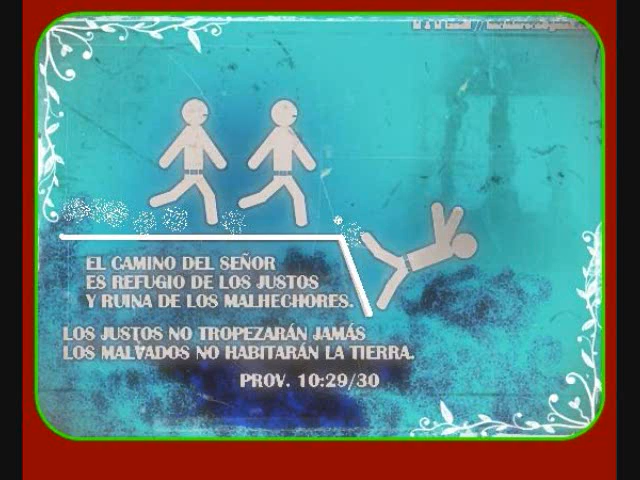 EL CAMINO DEL SEÑOR
ES REFUGIO DE LOS JUSTOS
Y RUINA DE LOS MALHECHORES.
LOS JUSTOS NO TROPEZARÁN JAMÁS
LOS MALVADOS NO HABITARÁN LA TIERRA.
PROV. 10:29/30